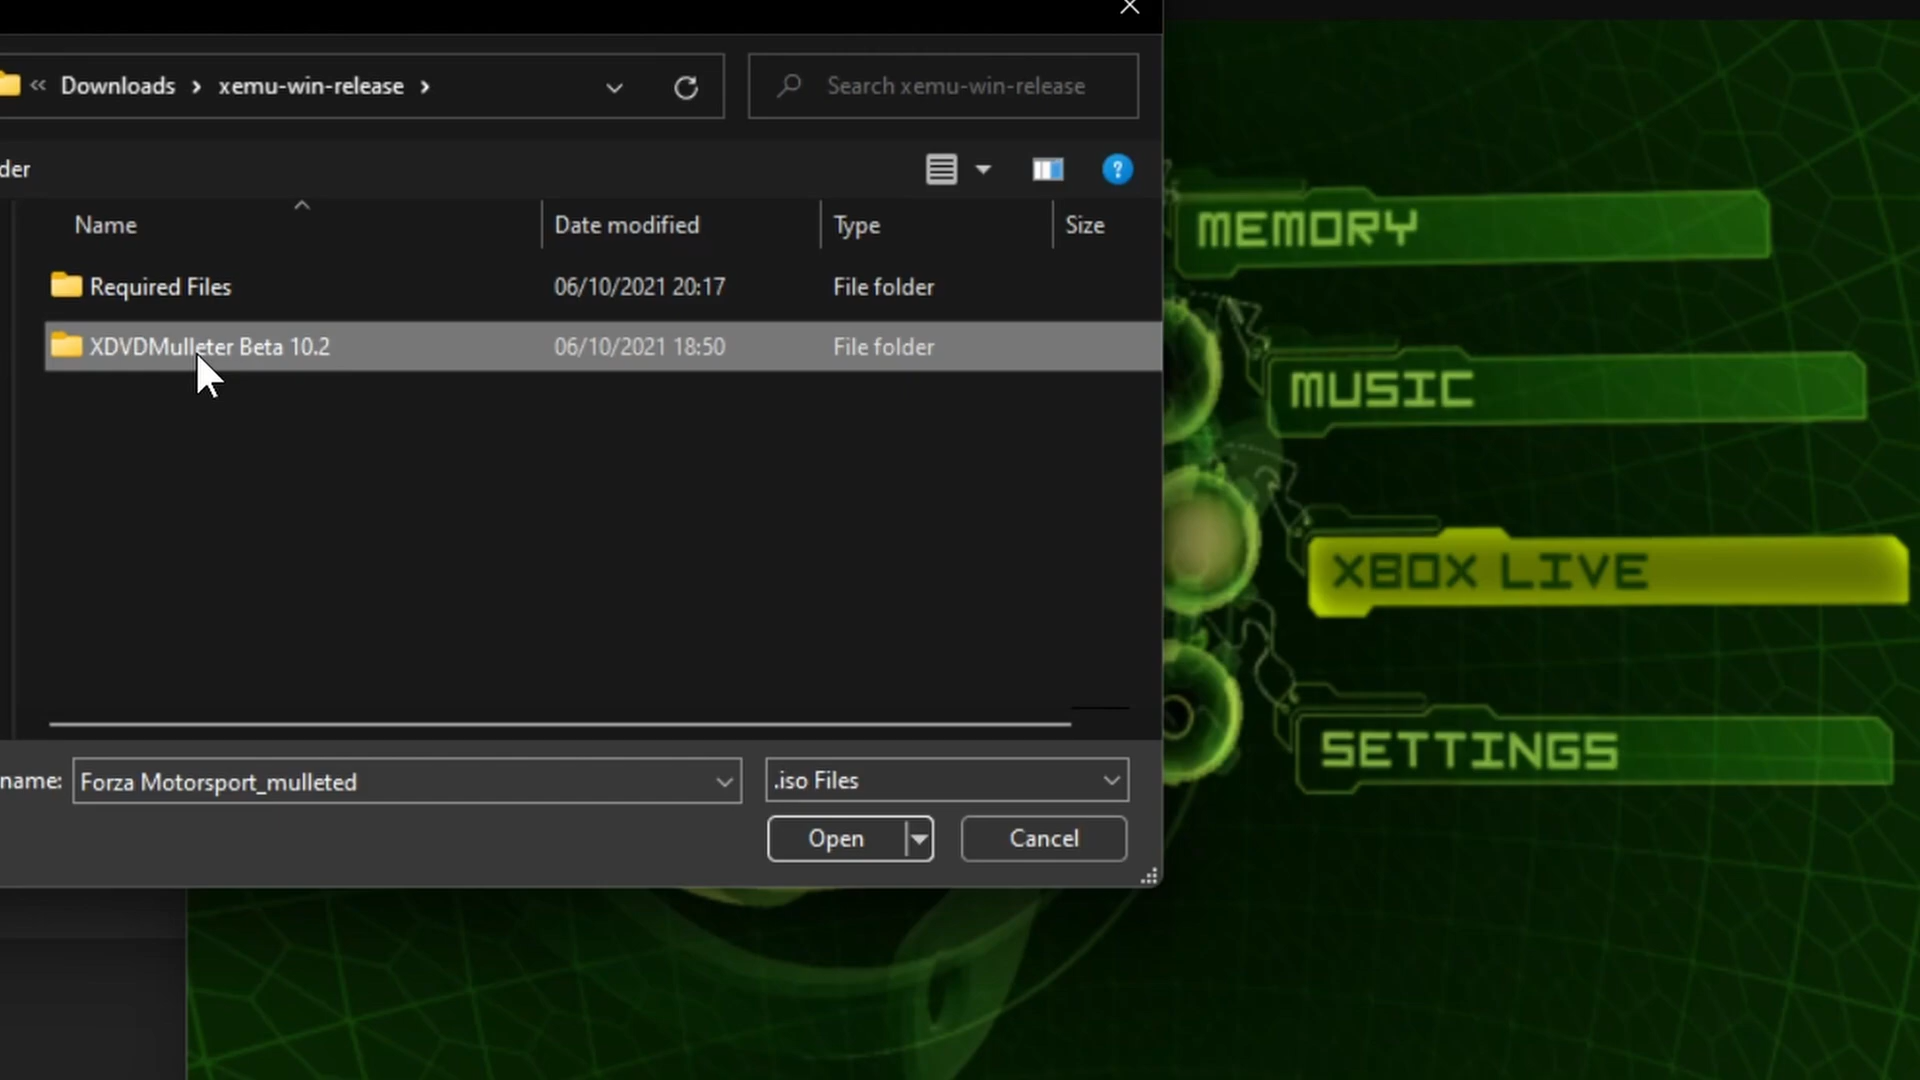 « Downloads › xemu-win-release ›
Search xemu-win-release
der
?
Name
Date modified
Type
Size
Required Files
06/10/2021 20:17
File folder
XDVDMulleter Beta 10.2
06/10/2021 18:50
File folder
name:
Forza Motorsport_mulleted
.iso Files
Open
Cancel
MEMORY
MUSIC
XBOX LIVE
SETTINGS